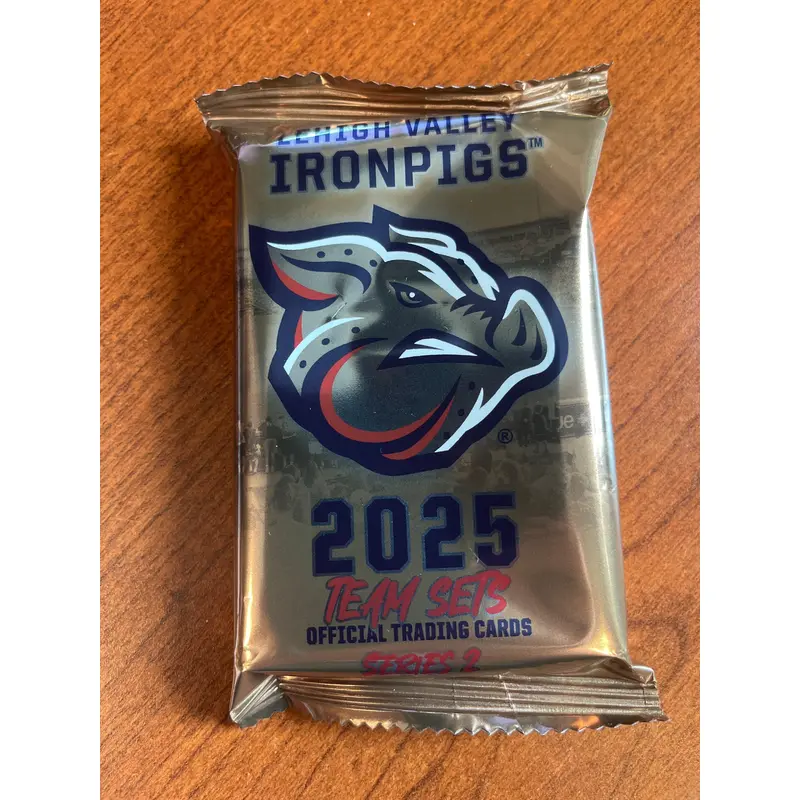 LEHIGH VALLEY
IRONPIGS™
®
2025
TEAM SETS
OFFICIAL TRADING CARDS
SERIES 2